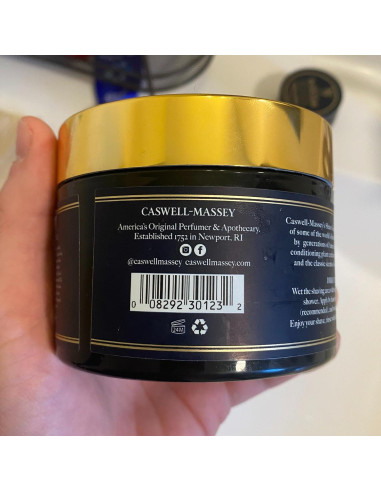 CASWELL-MASSEY
America's Original Perfumer & Apothecary.
Established 1752 in Newport, RI
@caswellmassey caswellmassey.com
0 08292 30123 2
24M
Caswell-Massey's
of some of the
by generations of
conditioning
and the classic
Wet the shaving
shower. Apply
(recommended
Enjoy your shave,